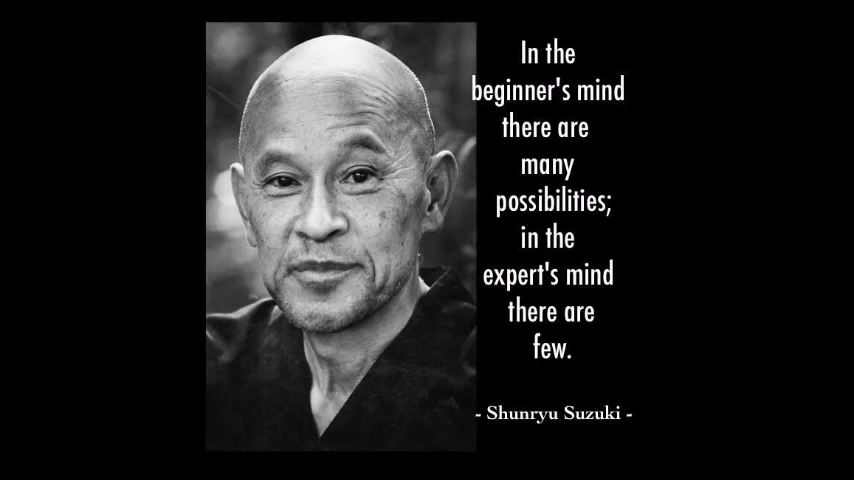 In the
beginner's mind
there are
many
possibilities;
in the
expert's mind
there are
few.
- Shunryu Suzuki -